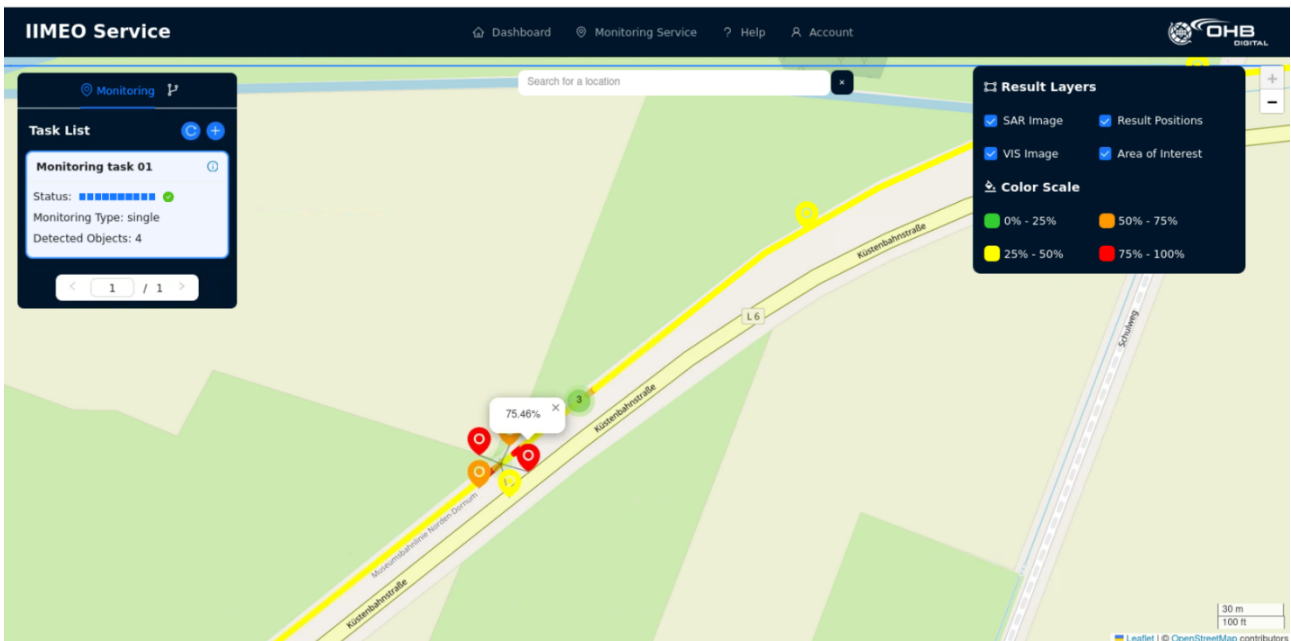 IIMEO Service
Dashboard
Monitoring Service
? Help
Account
OHB
DIGITAL
Monitoring
Search for a location
×
Result Layers
+
−
SAR Image
Result Positions
VIS Image
Area of Interest
Color Scale
0% - 25%
50% - 75%
25% - 50%
75% - 100%
Task List
Monitoring task 01
Status:
Monitoring Type: single
Detected Objects: 4
< 1 / 1 >
Küstenbahnstraße
L 6
Schulweg
3
75.46% ×
Küstenbahnstraße
Museumsbahnlinie Norden-Dornum
Küstenbahnstraße
30 m
100 ft
Leaflet | © OpenStreetMap contributors